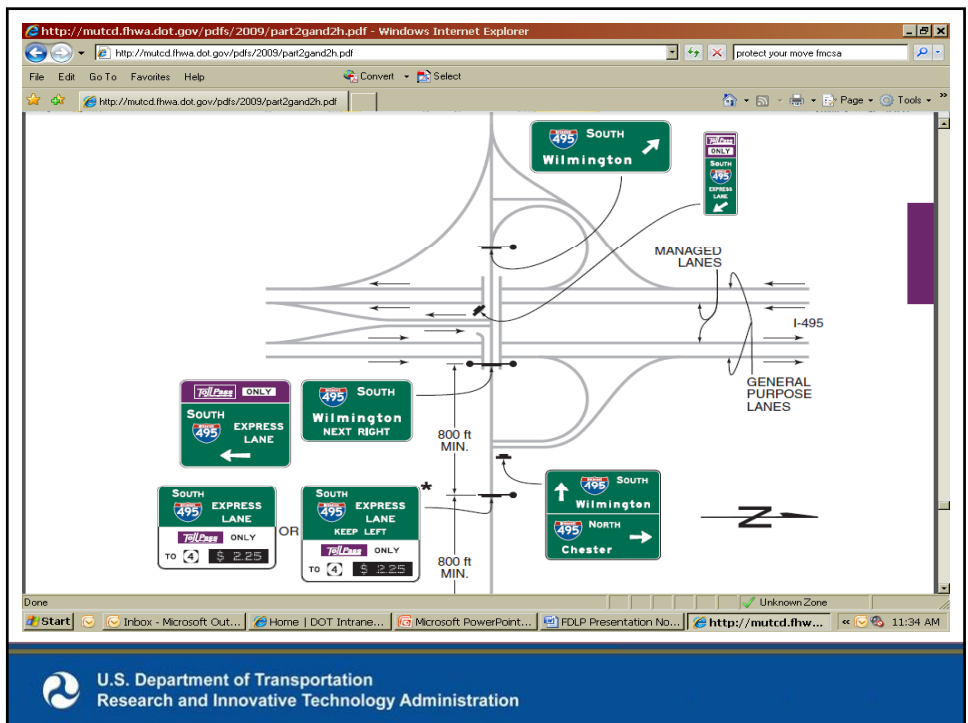 http://mutcd.fhwa.dot.gov/pdfs/2009/part2gand2h.pdf - Windows Internet Explorer
http://mutcd.fhwa.dot.gov/pdfs/2009/part2gand2h.pdf
protect your move fmcsa
File Edit Go To Favorites Help
Convert Select
http://mutcd.fhwa.dot.gov/pdfs/2009/part2gand2h.pdf
Page Tools »
495 SOUTH
Wilmington
TollPass
ONLY
SOUTH
495
EXPRESS
LANE
MANAGED
LANES
I-495
GENERAL
PURPOSE
LANES
TollPass ONLY
SOUTH
495 EXPRESS
LANE
495 SOUTH
Wilmington
NEXT RIGHT
800 ft
MIN.
SOUTH
495 EXPRESS
LANE
TollPass ONLY
TO 4 $ 2.25
OR
SOUTH
495 EXPRESS
LANE
KEEP LEFT
TollPass ONLY
TO 4 $ 2.25
*
800 ft
MIN.
495 SOUTH
Wilmington
495 NORTH
Chester
N
Done
Unknown Zone
Start
Inbox - Microsoft Out...
Home | DOT Intrane...
Microsoft PowerPoint...
FDLP Presentation No...
http://mutcd.fhw...
«
11:34 AM
U.S. Department of Transportation
Research and Innovative Technology Administration